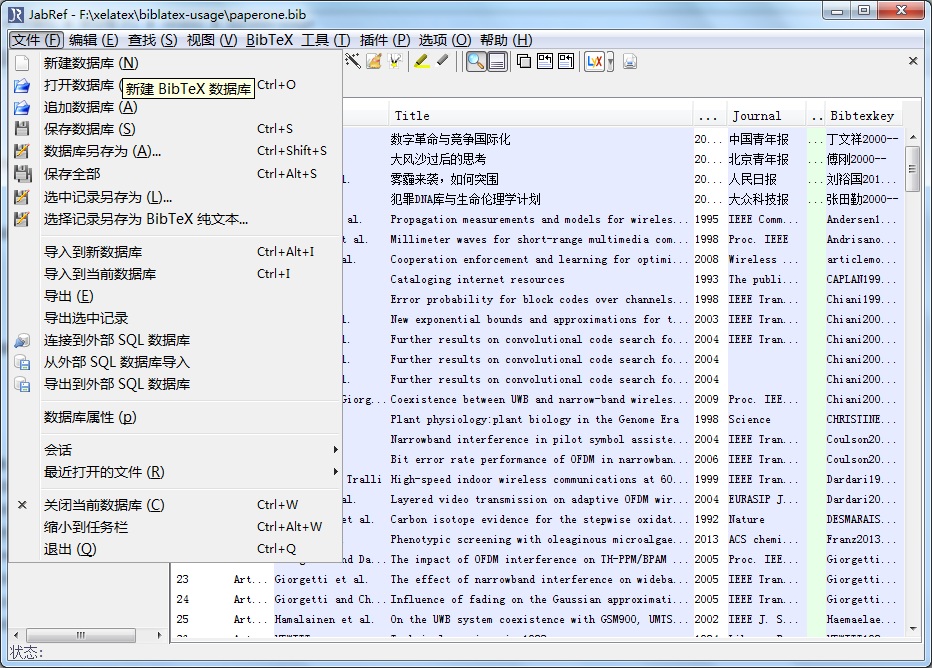 JabRef - F:\xelatex\biblatex-usage\paperone.bib
文件 (F) 编辑 (E) 查找 (S) 视图 (V) BibTeX 工具 (T) 插件 (P) 选项 (O) 帮助 (H)
新建数据库 (N)
打开数据库 ( Ctrl+O
新建 BibTeX 数据库
追加数据库 (A)
保存数据库 (S) Ctrl+S
数据库另存为 (A)... Ctrl+Shift+S
保存全部 Ctrl+Alt+S
选中记录另存为 (L)...
选择记录另存为 BibTeX 纯文本...
导入到新数据库 Ctrl+Alt+I
导入到当前数据库 Ctrl+I
导出 (E)
导出选中记录
连接到外部 SQL 数据库
从外部 SQL 数据库导入
导出到外部 SQL 数据库
数据库属性 (p)
会话
最近打开的文件 (R)
关闭当前数据库 (C) Ctrl+W
缩小到任务栏 Ctrl+Alt+W
退出 (Q) Ctrl+Q
Title ... Journal .. Bibtexkey
数字革命与竞争国际化 20... 中国青年报 ... 丁文祥2000--
大风沙过后的思考 20... 北京青年报 ... 傅刚2000--
l. 雾霾来袭，如何突围 20... 人民日报 ... 刘裕国201...
犯罪DNA库与生命伦理学计划 20... 大众科技报 ... 张田勤2000--
al. Propagation measurements and models for wireles... 1995 IEEE Comm... Andersen1...
t al. Millimeter waves for short-range multimedia com... 1998 Proc. IEEE Andrisano...
al. Cooperation enforcement and learning for optimi... 2008 Wireless ... articlemo...
Cataloging internet resources 1993 The publi... CAPLAN199...
Error probability for block codes over channels... 1998 IEEE Tran... Chiani199...
l. New exponential bounds and approximations for t... 2003 IEEE Tran... Chiani200...
l. Further results on convolutional code search fo... 2004 IEEE Tran... Chiani200...
l. Further results on convolutional code search fo... 2004 Chiani200...
l. Further results on convolutional code search fo... 2004 Chiani200...
Giorg... Coexistence between UWB and narrow-band wireles... 2009 Proc. IEE... Chiani200...
Plant physiology:plant biology in the Genome Era 1998 Science CHRISTINE...
Narrowband interference in pilot symbol assiste... 2004 IEEE Tran... Coulson20...
Bit error rate performance of OFDM in narrowban... 2006 IEEE Tran... Coulson20...
Tralli High-speed indoor wireless communications at 60... 1999 IEEE Tran... Dardari19...
al. Layered video transmission on adaptive OFDM wir... 2004 EURASIP J... Dardari20...
et al. Carbon isotope evidence for the stepwise oxidat... 1992 Nature DESMARAIS...
Phenotypic screening with oleaginous microalgae... 2013 ACS chemi... Franz2013...
nd Da... The impact of OFDM interference on TH-PPM/BPAM ... 2005 Proc. IEE... Giorgetti...
23 Art... Giorgetti et al. The effect of narrowband interference on wideba... 2005 IEEE Tran... Giorgetti...
24 Art... Giorgetti and Ch... Influence of fading on the Gaussian approximati... 2005 IEEE Tran... Giorgetti...
25 Art... Hamalainen et al. On the UWB system coexistence with GSM900, UMTS... 2002 IEEE J. S... Haemaelae...
状态: